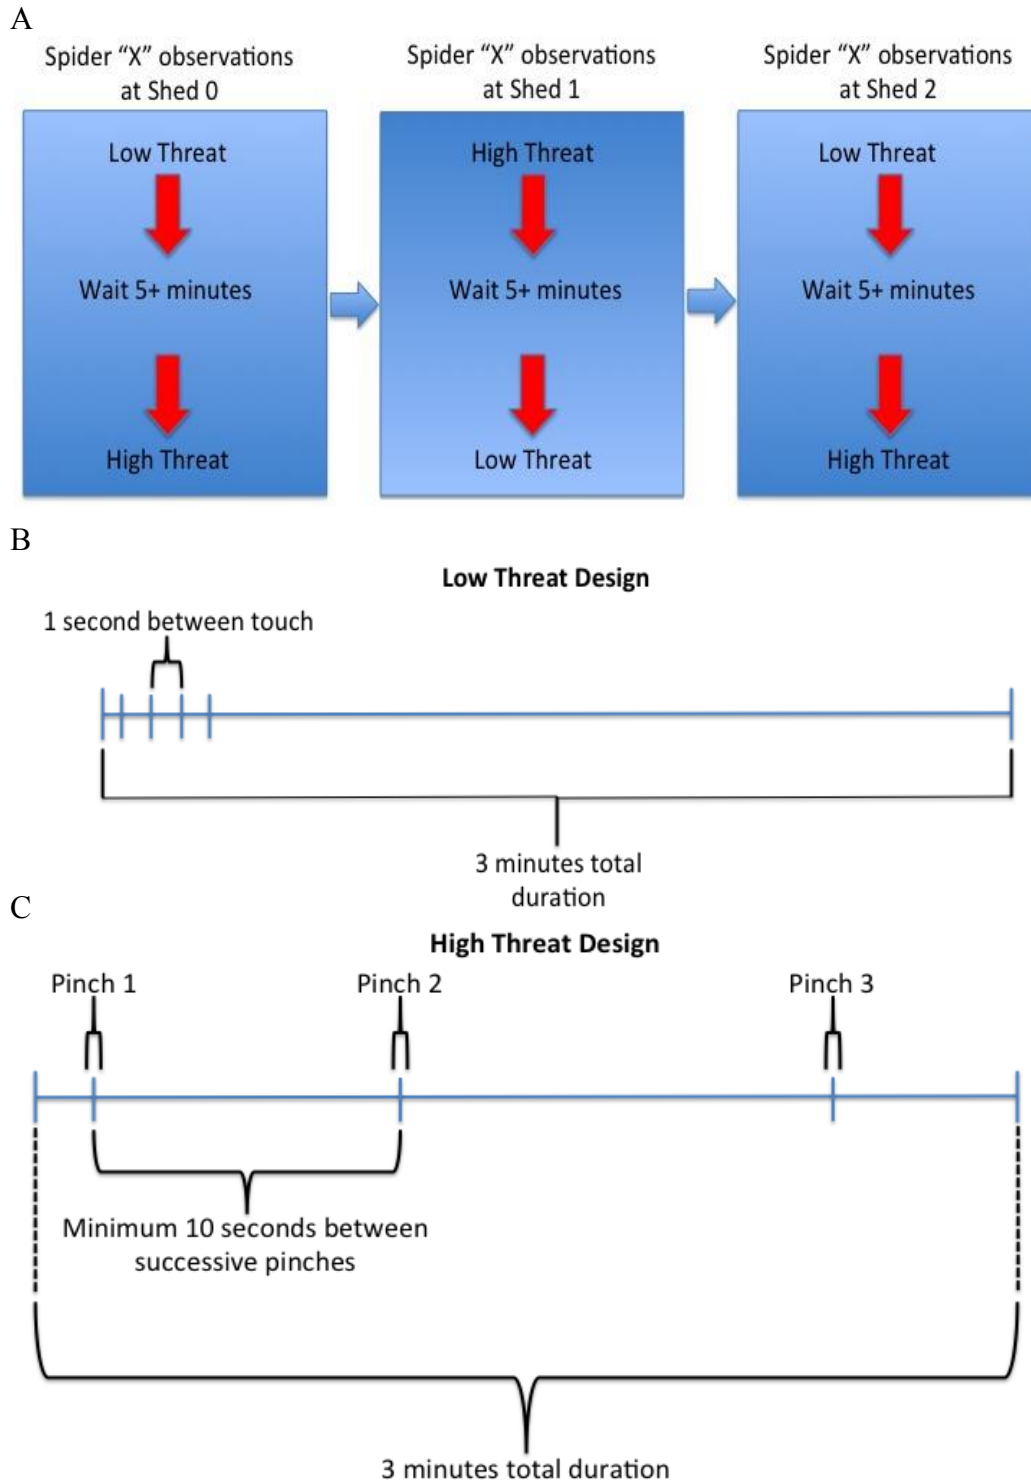 A
Spider “X” observations
at Shed 0
Spider “X” observations
at Shed 1
Spider “X” observations
at Shed 2
Low Threat
Wait 5+ minutes
High Threat
High Threat
Wait 5+ minutes
Low Threat
Low Threat
Wait 5+ minutes
High Threat
B
Low Threat Design
1 second between touch
3 minutes total
duration
C
High Threat Design
Pinch 1
Pinch 2
Pinch 3
Minimum 10 seconds between
successive pinches
3 minutes total duration